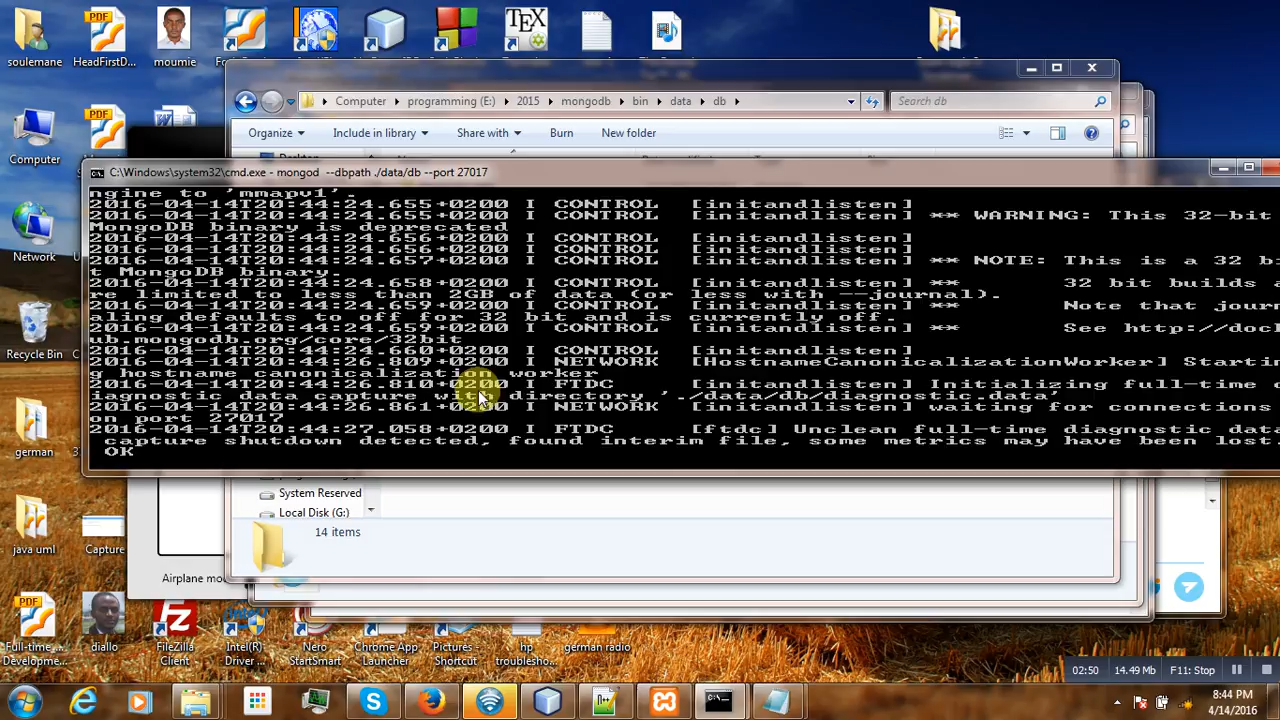 soulemane
HeadFirstD...
moumie
Computer
programming (E:)
2015
mongodb
bin
data
db
Search db
Organize
Include in library
Share with
Burn
New folder
C:\Windows\system32\cmd.exe - mongod  --dbpath ./data/db --port 27017
ngine to 'mmapv1'.
2016-04-14T20:44:24.655+0200 I CONTROL  [initandlisten]
2016-04-14T20:44:24.655+0200 I CONTROL  [initandlisten] ** WARNING: This 32-bit
MongoDB binary is deprecated
2016-04-14T20:44:24.656+0200 I CONTROL  [initandlisten]
2016-04-14T20:44:24.656+0200 I CONTROL  [initandlisten]
2016-04-14T20:44:24.657+0200 I CONTROL  [initandlisten] ** NOTE: This is a 32 bi
t MongoDB binary.
2016-04-14T20:44:24.658+0200 I CONTROL  [initandlisten] **       32 bit builds a
re limited to less than 2GB of data (or less with --journal).
2016-04-14T20:44:24.659+0200 I CONTROL  [initandlisten] **       Note that journ
aling defaults to off for 32 bit and is currently off.
2016-04-14T20:44:24.659+0200 I CONTROL  [initandlisten] **       See http://doch
ub.mongodb.org/core/32bit
2016-04-14T20:44:24.660+0200 I CONTROL  [initandlisten]
2016-04-14T20:44:26.809+0200 I NETWORK  [HostnameCanonicalizationWorker] Startin
g hostname canonicalization worker
2016-04-14T20:44:26.810+0200 I FTDC     [initandlisten] Initializing full-time d
iagnostic data capture with directory './data/db/diagnostic.data'
2016-04-14T20:44:26.861+0200 I NETWORK  [initandlisten] waiting for connections
on port 27017
2016-04-14T20:44:27.058+0200 I FTDC     [ftdc] Unclean full-time diagnostic data
capture shutdown detected, found interim file, some metrics may have been lost.
OK
Computer
Network
Recycle Bin
german
java uml
Capture
System Reserved
Local Disk (G:)
14 items
Full-time ...
Developme...
diallo
FileZilla
Client
Intel(R)
Driver ...
Nero
StartSmart
Chrome App
Launcher
Pictures -
Shortcut
hp
troublesho...
german radio
02:50
14.49 Mb
F11: Stop
8:44 PM
4/14/2016